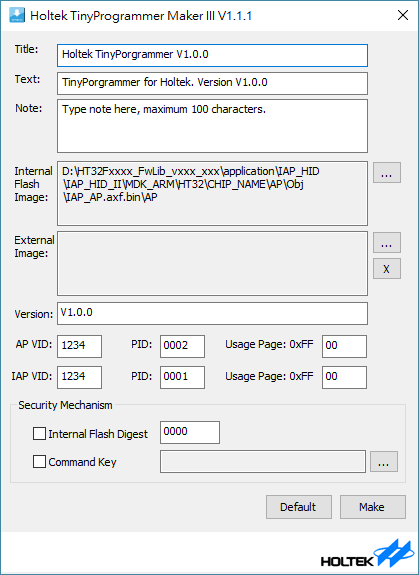 Holtek TinyProgrammer Maker III V1.1.1
Title: Holtek TinyPorgrammer V1.0.0
Text: TinyPorgrammer for Holtek. Version V1.0.0
Note: Type note here, maximum 100 characters.
Internal Flash Image:
D:\HT32Fxxxx_FwLib_vxxx_xxx\application\IAP_HID
\IAP_HID_II\MDK_ARM\HT32\CHIP_NAME\AP\Obj
\IAP_AP.axf.bin\AP
...
External Image:
...
X
Version: V1.0.0
AP VID: 1234 PID: 0002 Usage Page: 0xFF 00
IAP VID: 1234 PID: 0001 Usage Page: 0xFF 00
Security Mechanism
Internal Flash Digest 0000
Command Key ...
Default Make
HOLTEK